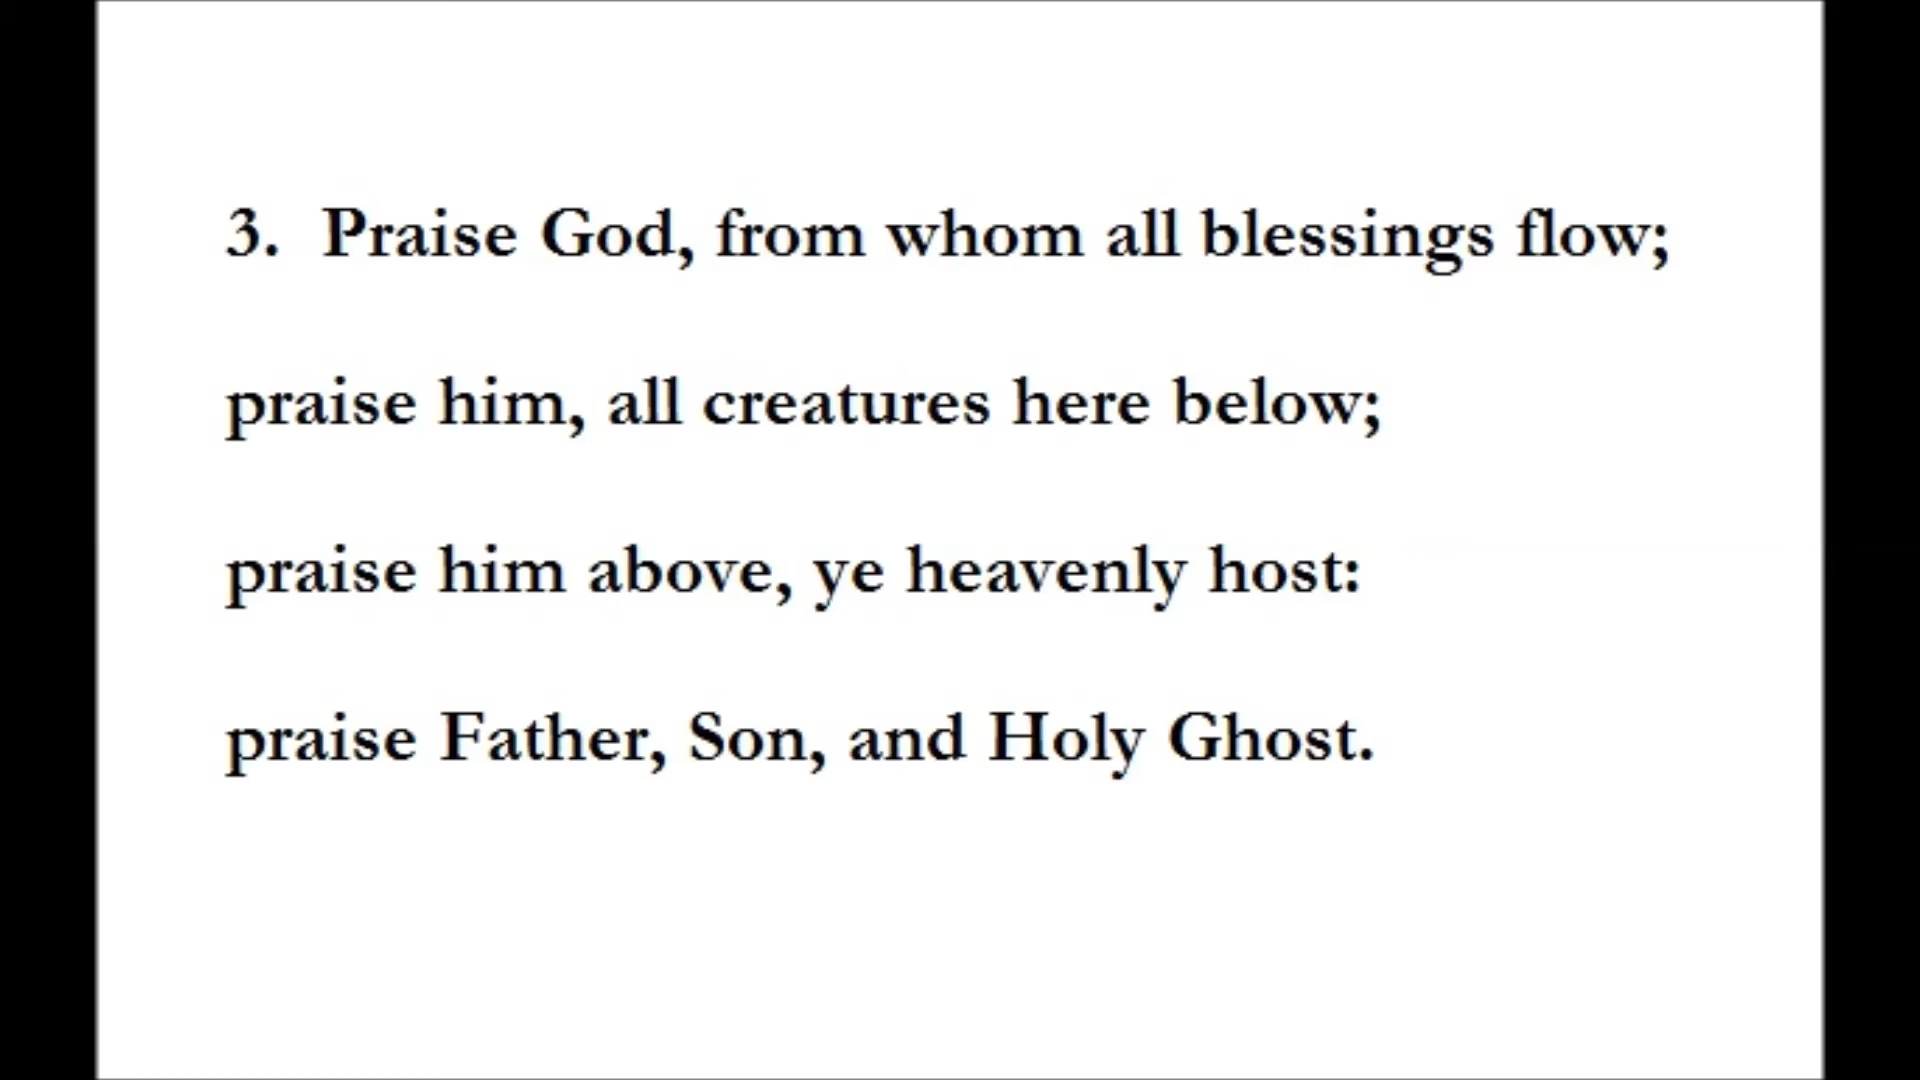 3. Praise God, from whom all blessings flow;
praise him, all creatures here below;
praise him above, ye heavenly host:
praise Father, Son, and Holy Ghost.